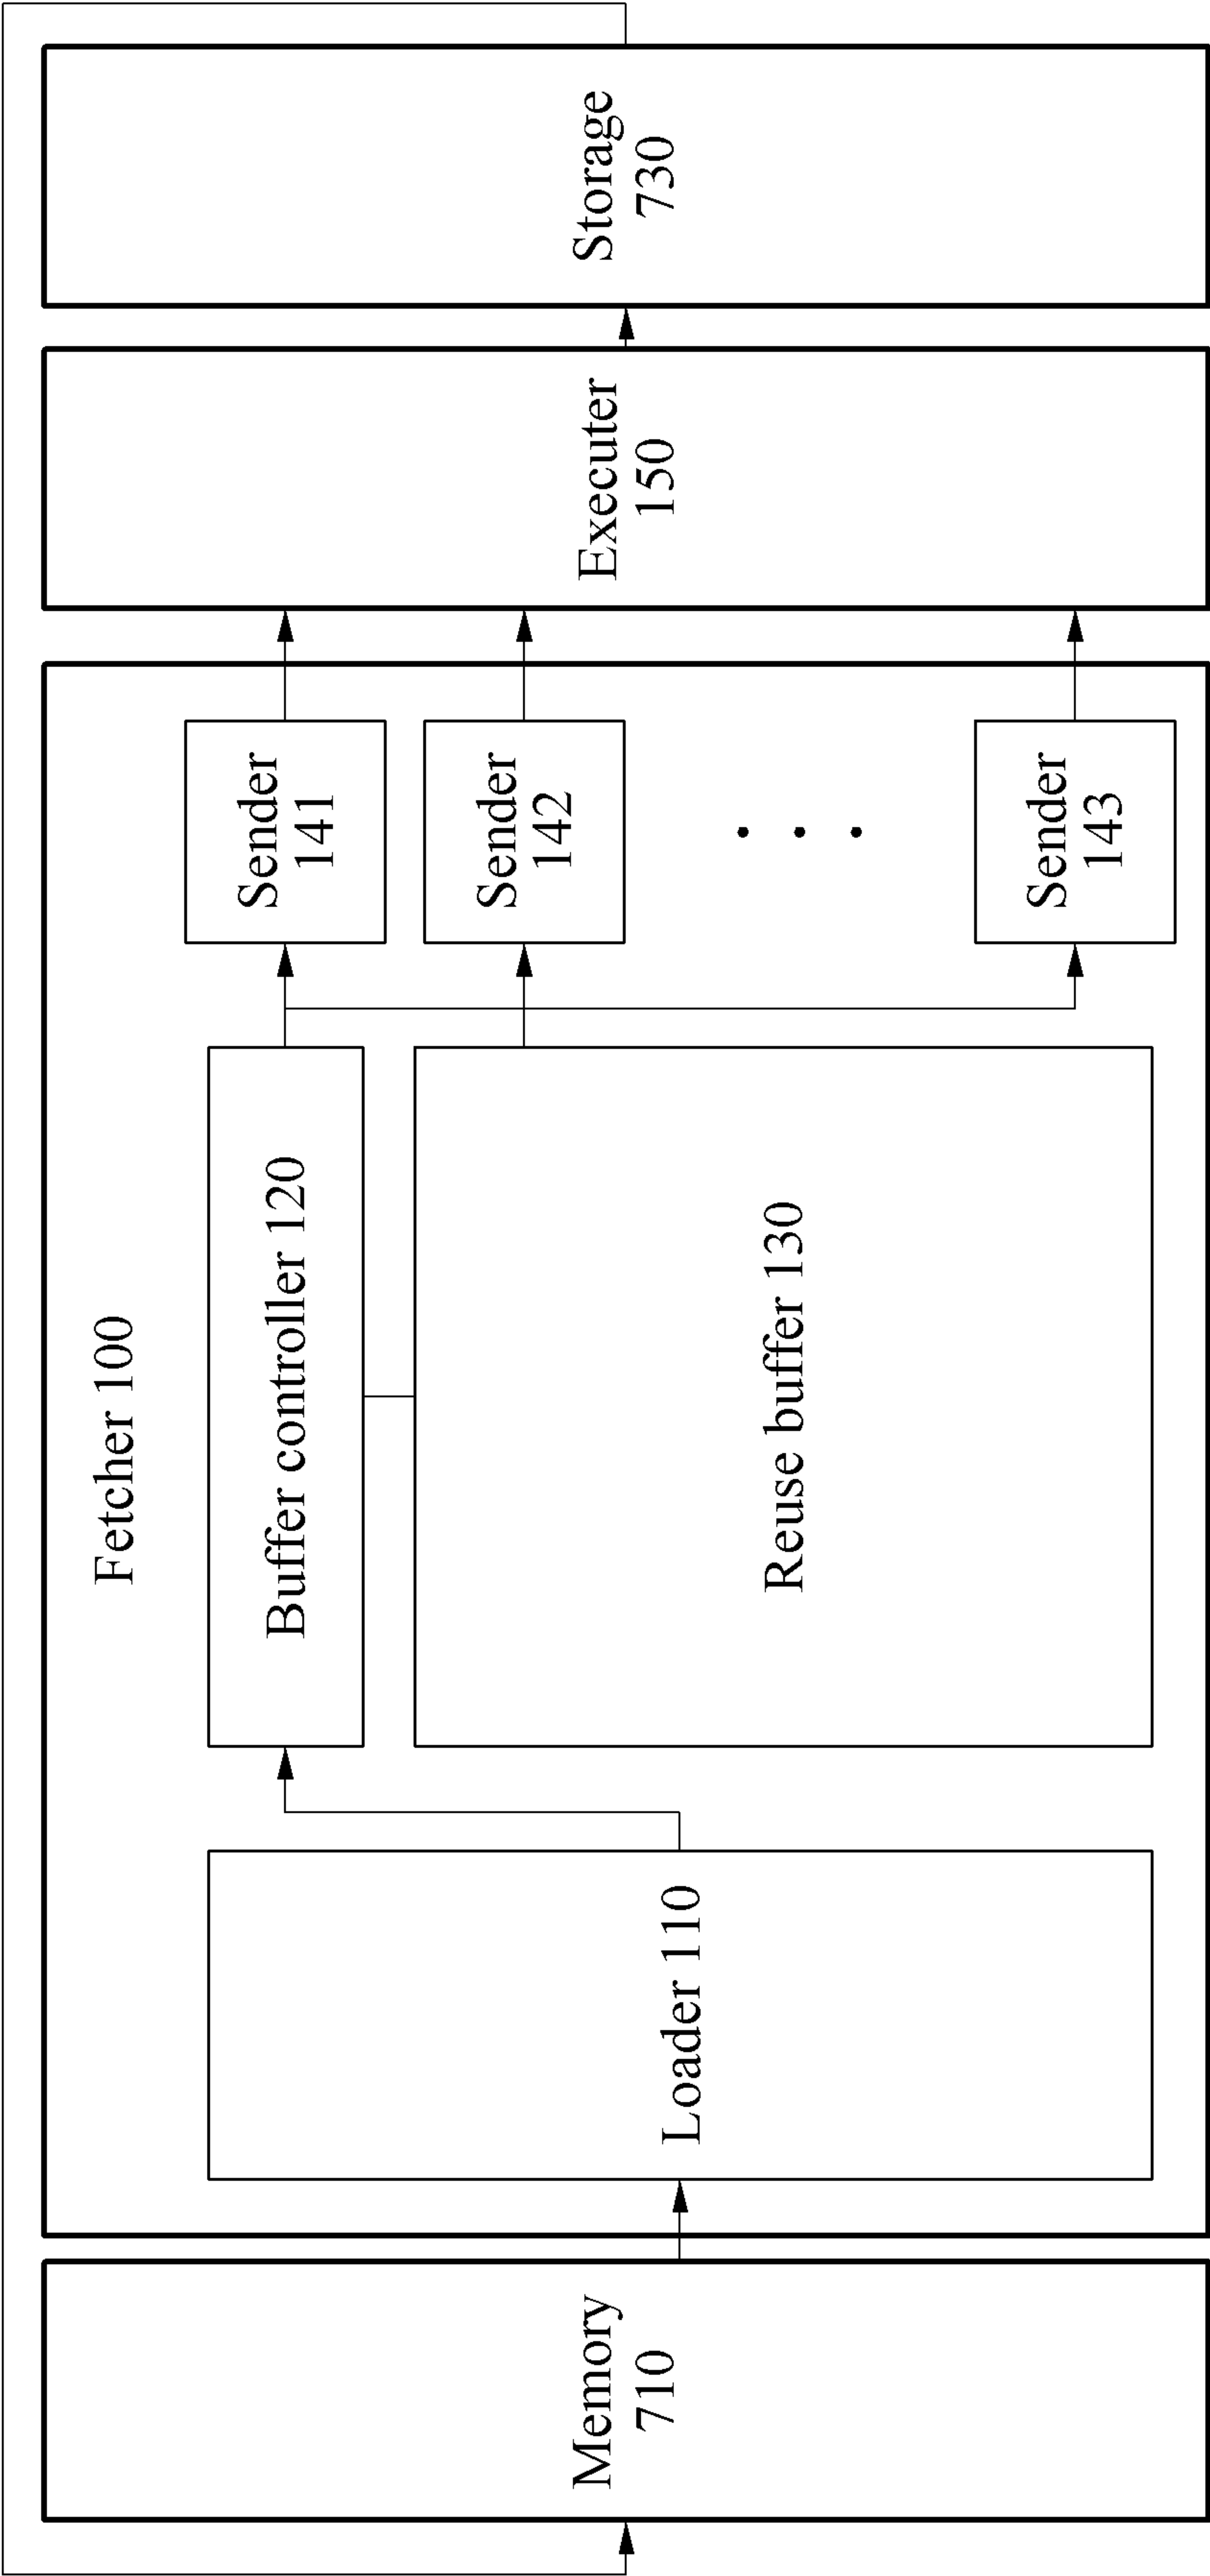 Memory
710
Fetcher 100
Loader 110
Buffer controller 120
Reuse buffer 130
Sender
141
Sender
142
Sender
143
Executer
150
Storage
730